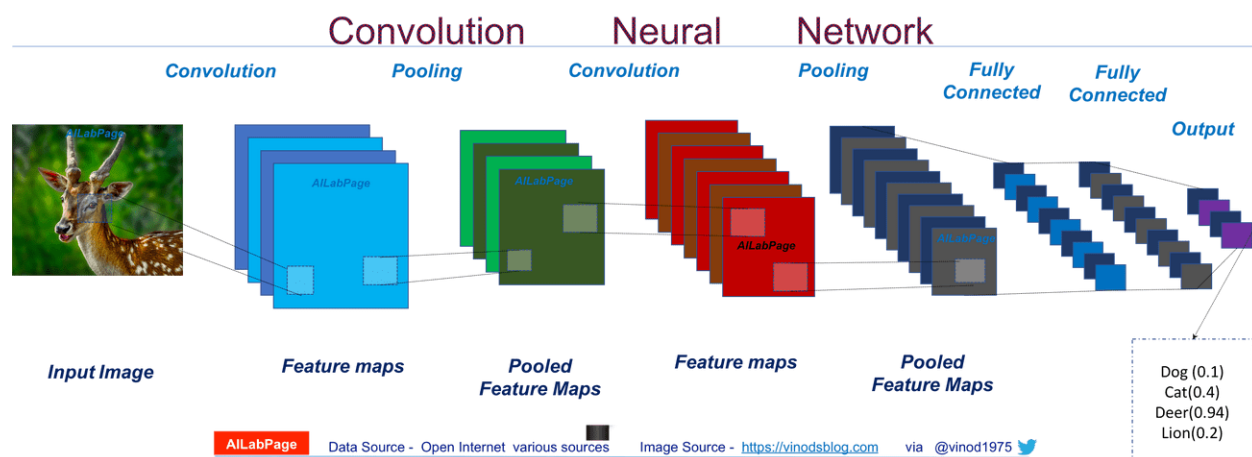 Convolution Neural Network
Convolution
Pooling
Convolution
Pooling
Fully
Connected
Fully
Connected
Output
AILabPage
AILabPage
AILabPage
AILabPage
AILabPage
Input Image
Feature maps
Pooled
Feature Maps
Feature maps
Pooled
Feature Maps
Dog (0.1)
Cat(0.4)
Deer(0.94)
Lion(0.2)
AILabPage Data Source - Open Internet various sources Image Source - https://vinodsblog.com via @vinod1975